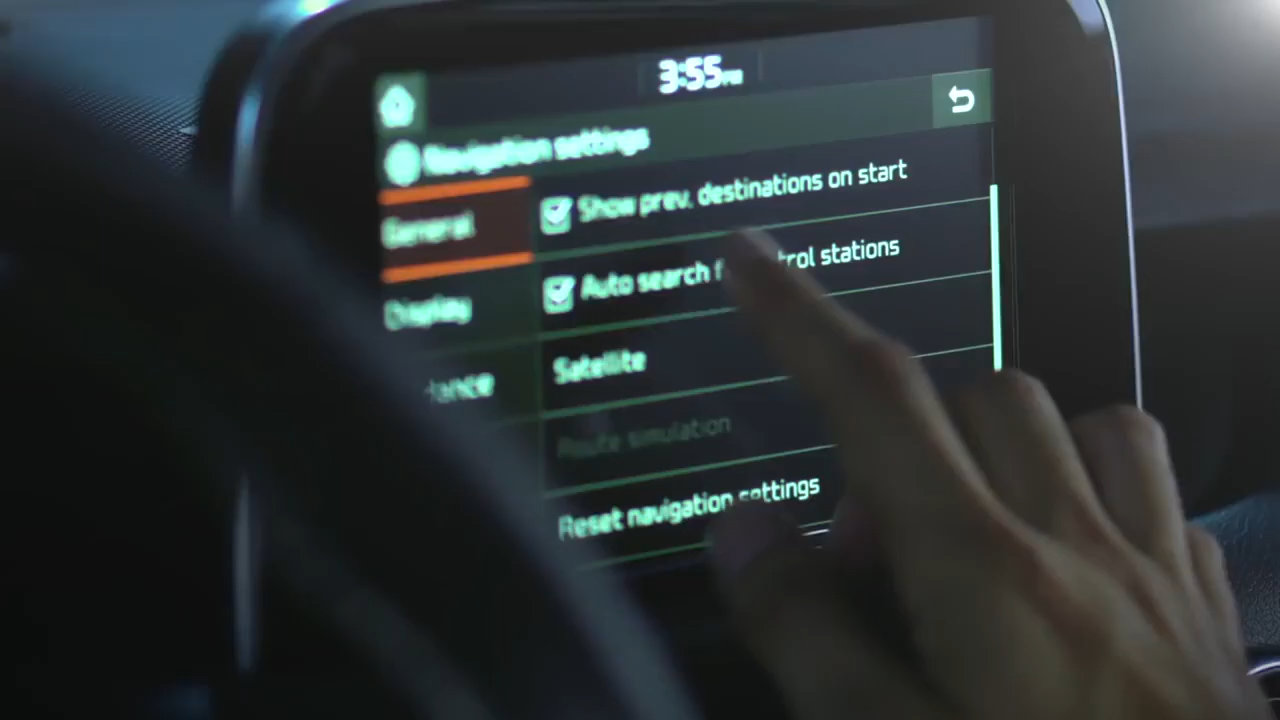 3:55 PM
Navigation settings
General
Show prev. destinations on start
Auto search stations
Display
Satellite
Route simulation
Reset navigation settings